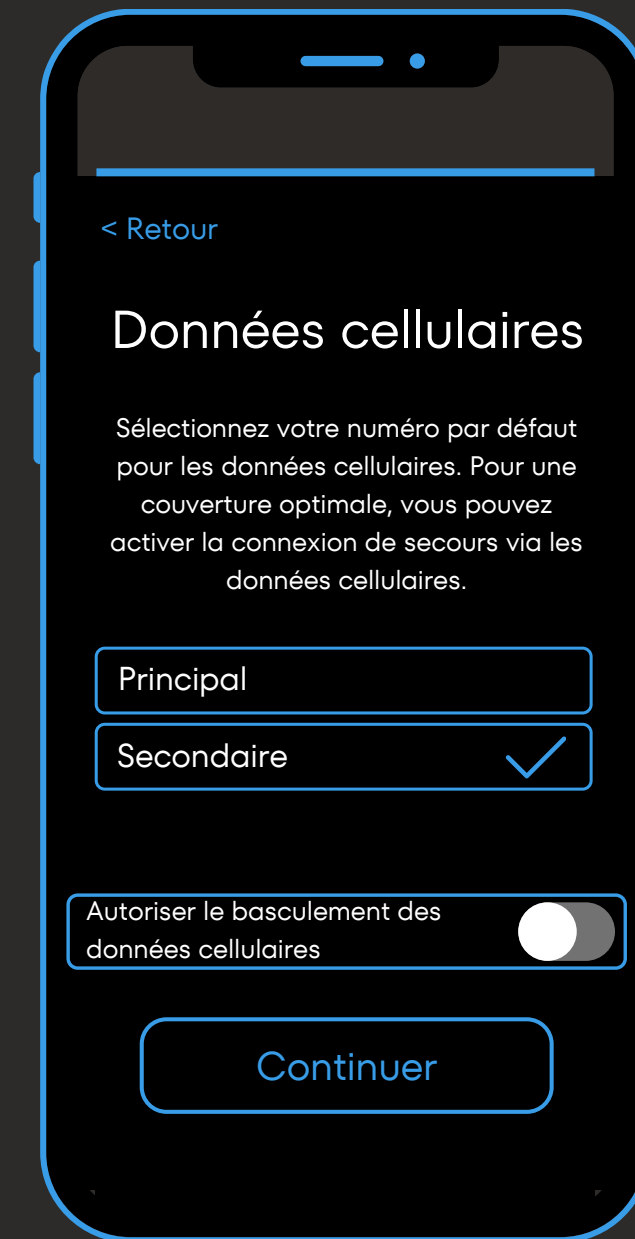 < Retour
Données cellulaires
Sélectionnez votre numéro par défaut
pour les données cellulaires. Pour une
couverture optimale, vous pouvez
activer la connexion de secours via les
données cellulaires.
Principal
Secondaire
Autoriser le basculement des
données cellulaires
Continuer